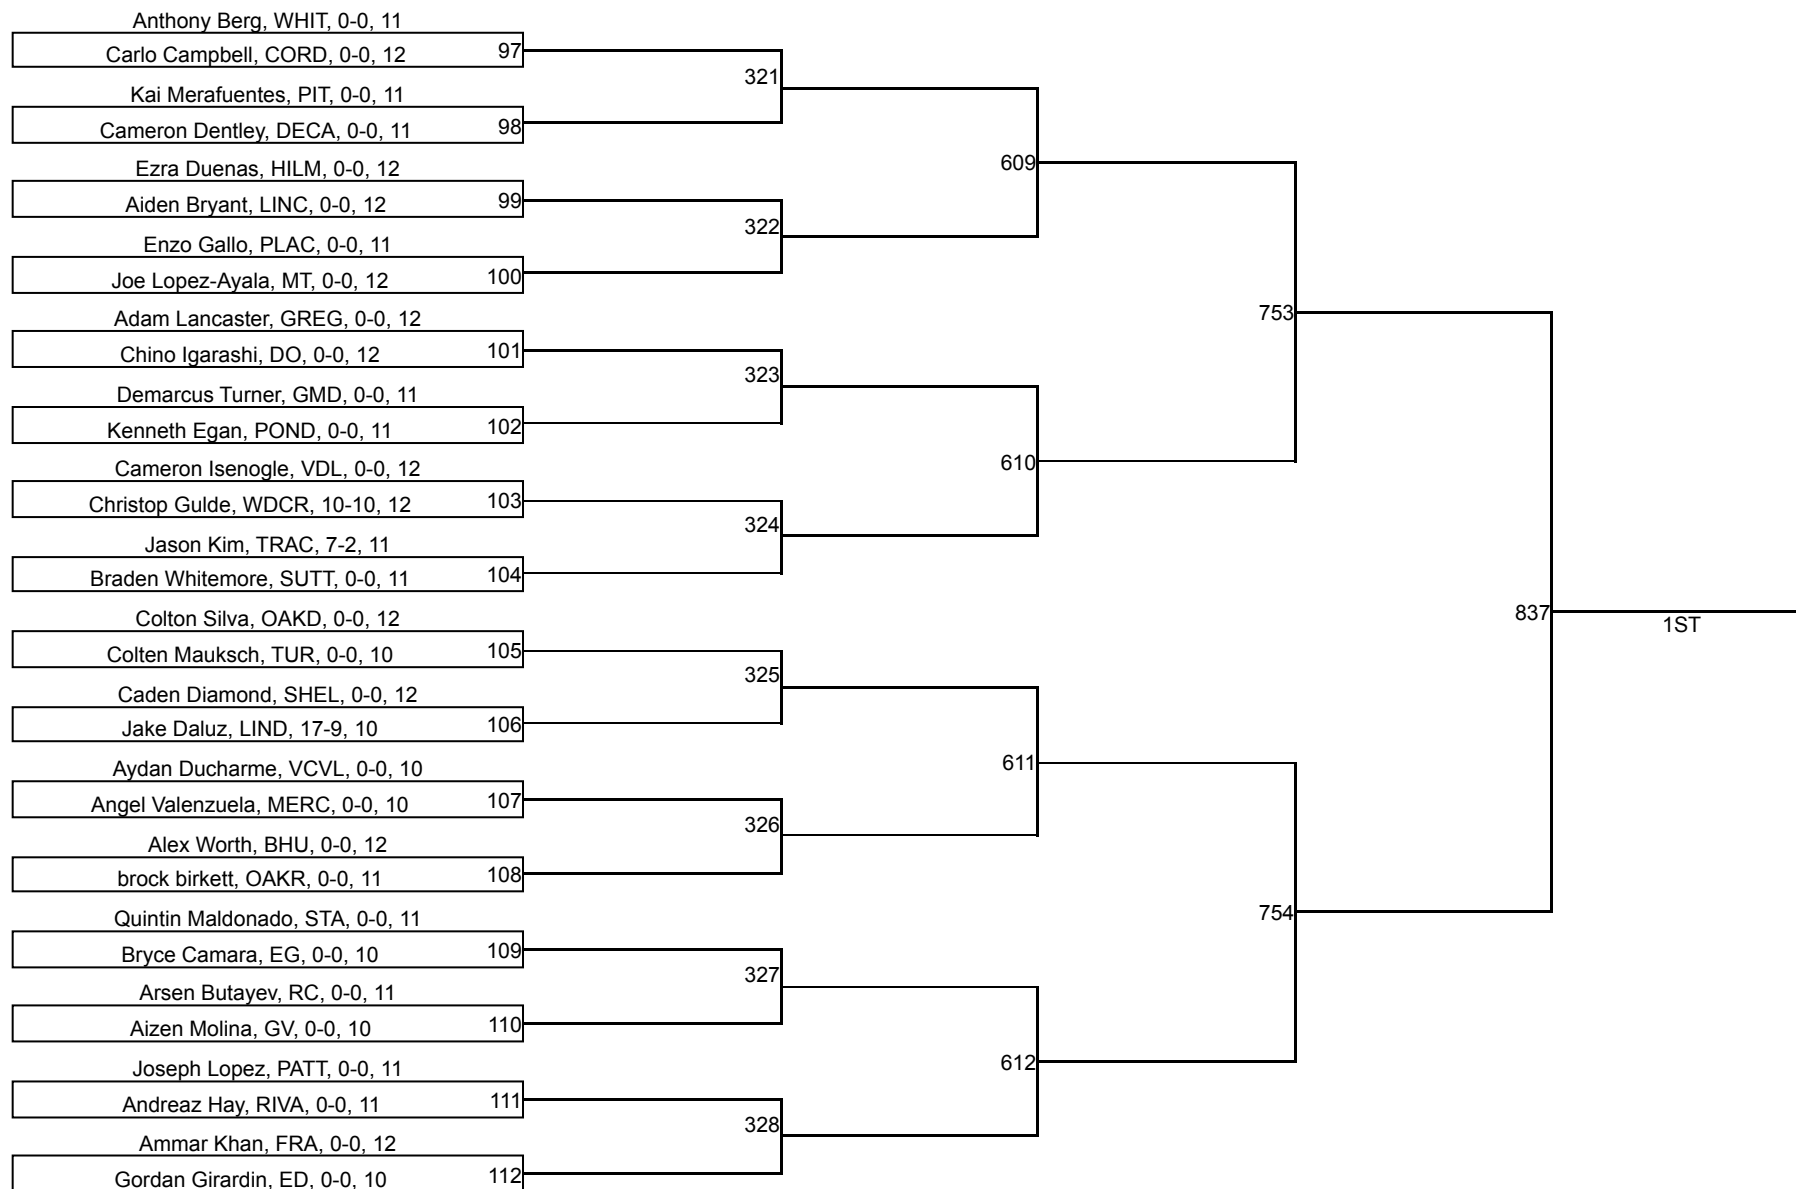 Anthony Berg, WHIT, 0-0, 11
Carlo Campbell, CORD, 0-0, 12
97
321
Kai Merafuentes, PIT, 0-0, 11
Cameron Dentley, DECA, 0-0, 11
98
609
Ezra Duenas, HILM, 0-0, 12
Aiden Bryant, LINC, 0-0, 12
99
322
Enzo Gallo, PLAC, 0-0, 11
Joe Lopez-Ayala, MT, 0-0, 12
100
753
Adam Lancaster, GREG, 0-0, 12
Chino Igarashi, DO, 0-0, 12
101
323
Demarcus Turner, GMD, 0-0, 11
Kenneth Egan, POND, 0-0, 11
102
610
Cameron Isenogle, VDL, 0-0, 12
Christop Gulde, WDCR, 10-10, 12
103
324
Jason Kim, TRAC, 7-2, 11
Braden Whitemore, SUTT, 0-0, 11
104
837
1ST
Colton Silva, OAKD, 0-0, 12
Colten Mauksch, TUR, 0-0, 10
105
325
Caden Diamond, SHEL, 0-0, 12
Jake Daluz, LIND, 17-9, 10
106
611
Aydan Ducharme, VCVL, 0-0, 10
Angel Valenzuela, MERC, 0-0, 10
107
326
Alex Worth, BHU, 0-0, 12
brock birkett, OAKR, 0-0, 11
108
754
Quintin Maldonado, STA, 0-0, 11
Bryce Camara, EG, 0-0, 10
109
327
Arsen Butayev, RC, 0-0, 11
Aizen Molina, GV, 0-0, 10
110
612
Joseph Lopez, PATT, 0-0, 11
Andreaz Hay, RIVA, 0-0, 11
111
328
Ammar Khan, FRA, 0-0, 12
Gordan Girardin, ED, 0-0, 10
112